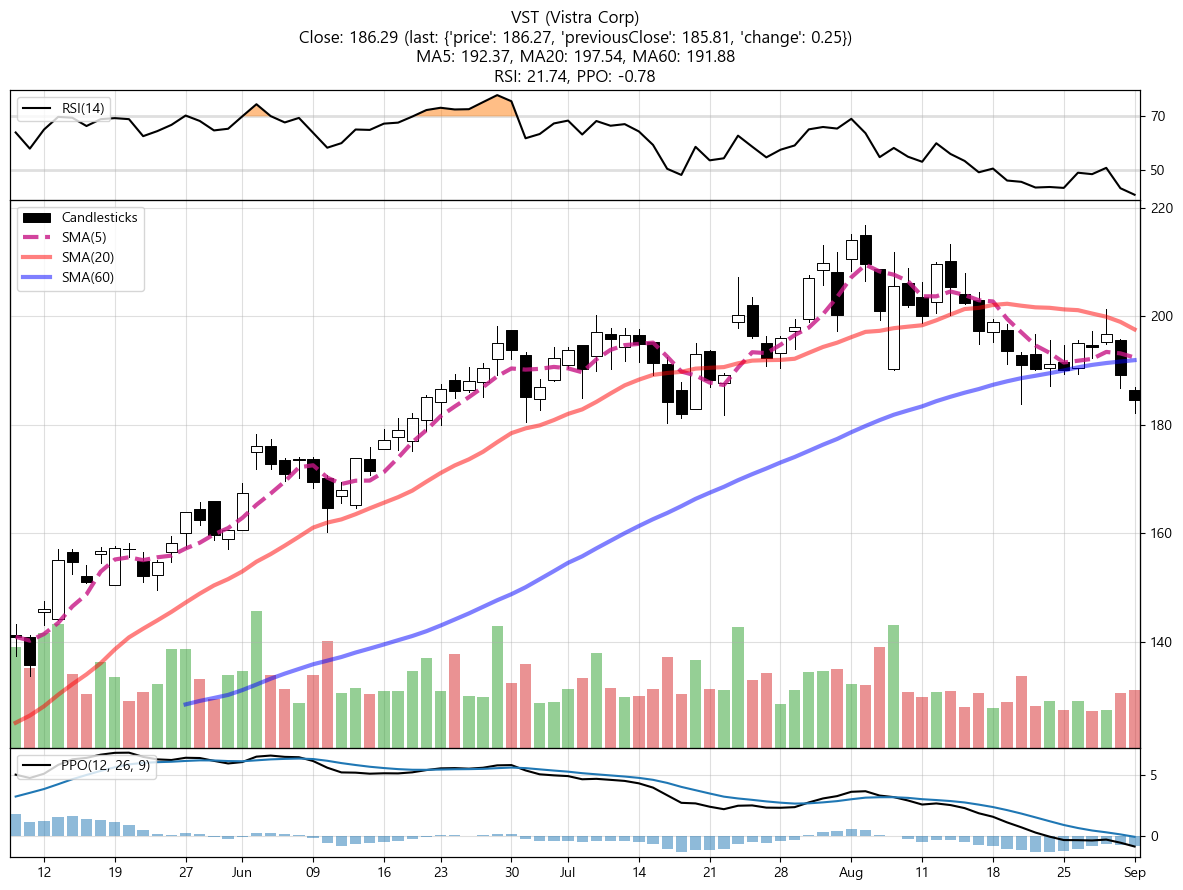 VST (Vistra Corp)
Close: 186.29 (last: {'price': 186.27, 'previousClose': 185.81, 'change': 0.25})
MA5: 192.37, MA20: 197.54, MA60: 191.88
RSI: 21.74, PPO: -0.78
RSI(14)
70
50
Candlesticks
SMA(5)
SMA(20)
SMA(60)
220
200
180
160
140
PPO(12, 26, 9)
5
0
12 19 27 Jun 09 16 23 30 Jul 07 14 21 28 Aug 11 18 25 Sep